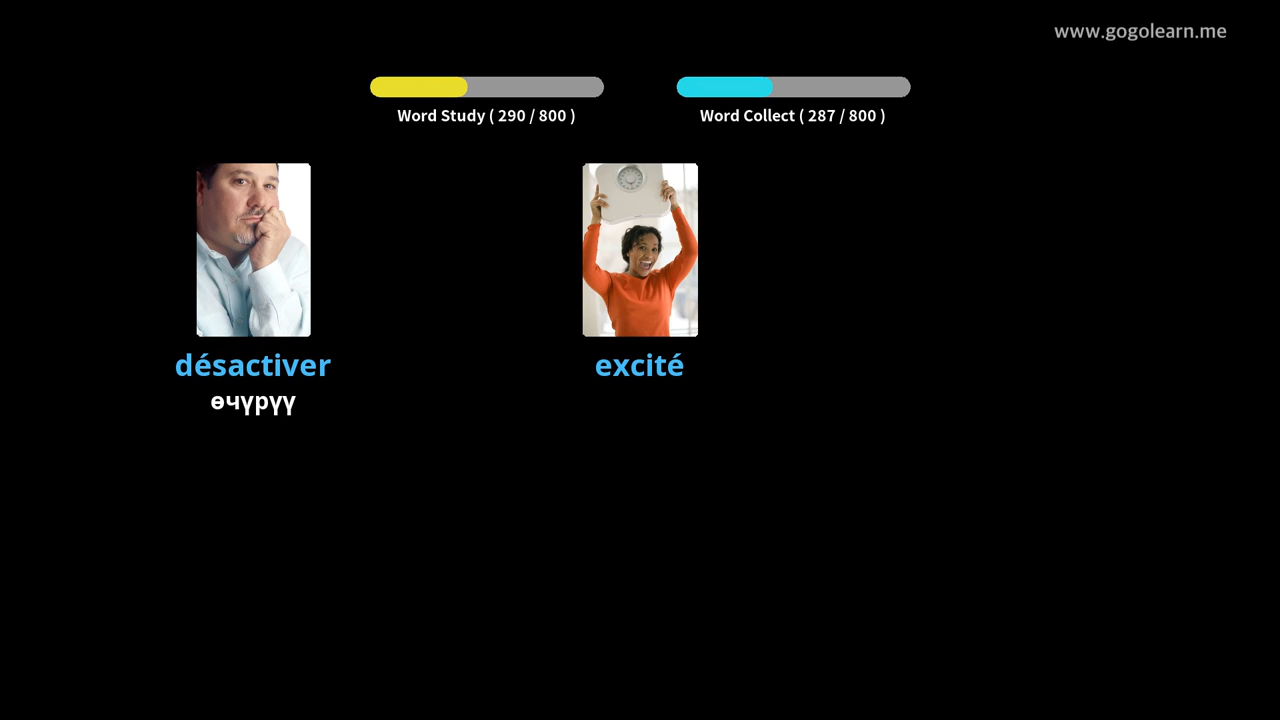 www.gogolearn.me
Word Study ( 290 / 800 )
Word Collect ( 287 / 800 )
désactiver
excité
өчүрүү